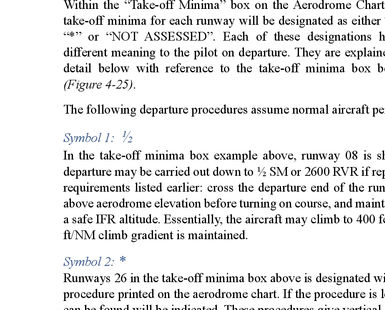 Within the “Take-off Minima” box on the Aerodrome Chart
take-off minima for each runway will be designated as either
“*” or “NOT ASSESSED”. Each of these designations h
different meaning to the pilot on departure. They are explaine
detail below with reference to the take-off minima box b
(Figure 4-25).
The following departure procedures assume normal aircraft pe
Symbol 1: ½
In the take-off minima box example above, runway 08 is sh
departure may be carried out down to ½ SM or 2600 RVR if rep
requirements listed earlier: cross the departure end of the run
above aerodrome elevation before turning on course, and maint
a safe IFR altitude. Essentially, the aircraft may climb to 400 fe
ft/NM climb gradient is maintained.
Symbol 2: *
Runways 26 in the take-off minima box above is designated wi
procedure printed on the aerodrome chart. If the procedure is lo
can be found will be indicated. These procedures give vertical